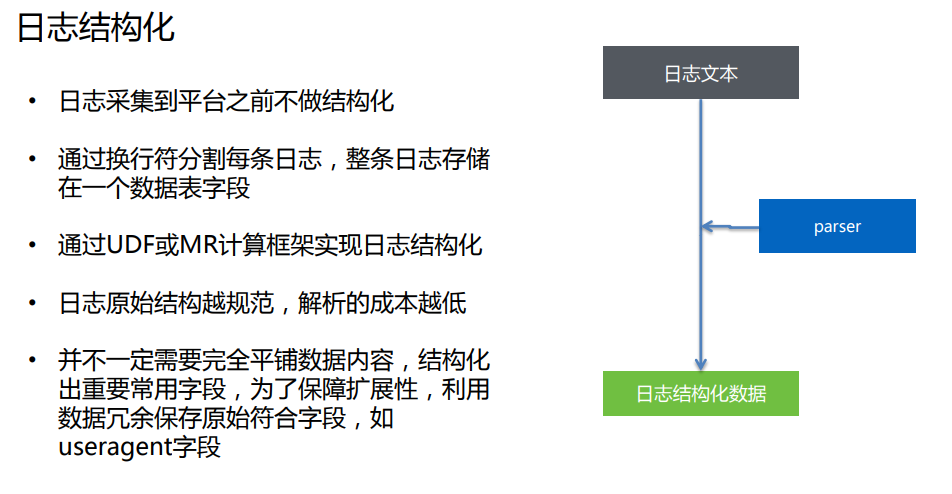 日志结构化
• 日志采集到平台之前不做结构化
• 通过换行符分割每条日志，整条日志存储
在一个数据表字段
• 通过UDF或MR计算框架实现日志结构化
• 日志原始结构越规范，解析的成本越低
• 并不一定需要完全平铺数据内容，结构化
出重要常用字段，为了保障扩展性，利用
数据冗余保存原始符合字段，如
useragent字段
日志文本
parser
日志结构化数据